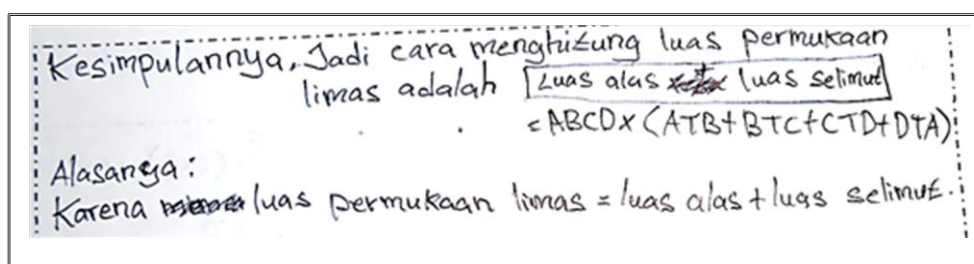 Kesimpulannya, Jadi cara menghitung luas permukaan
limas adalah Luas alas + luas selimut
= ABCD x (ATB+BTC+CTD+DTA)
Alasanya :
Karena luas permukaan limas = luas alas + luas selimut.